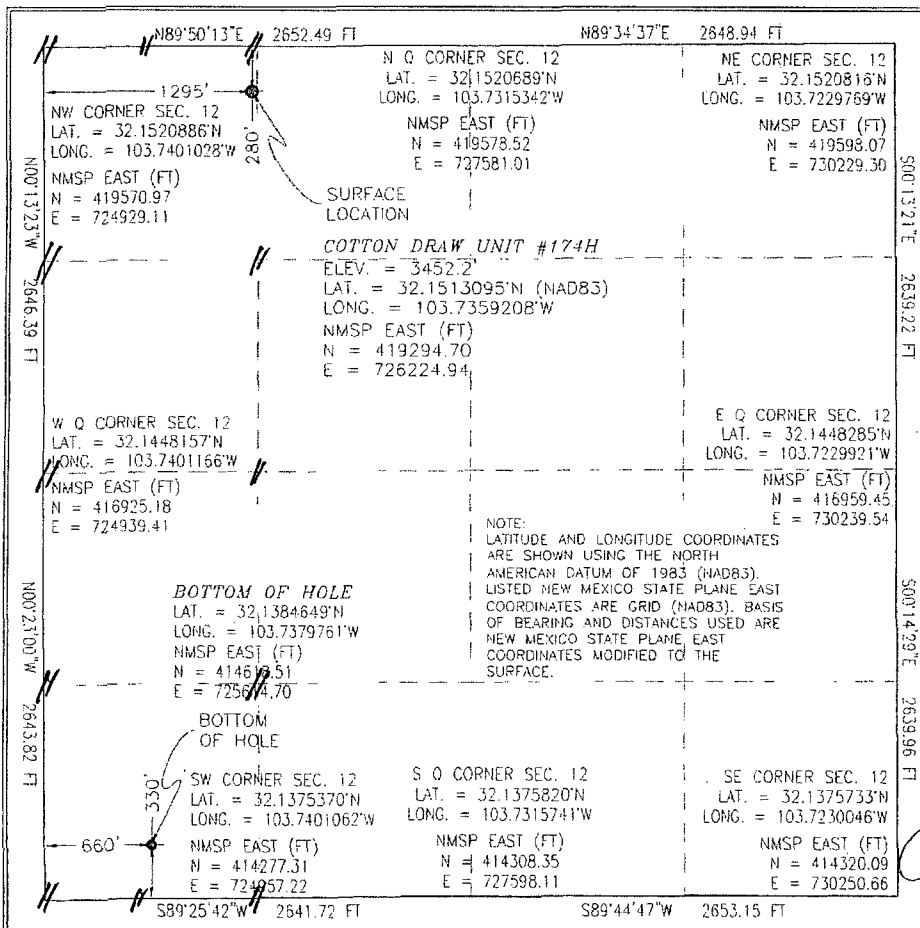 N89°50'13"E 2652.49 FT
N89°34'37"E 2648.94 FT
1295'
280'
NW CORNER SEC. 12
LAT. = 32.1520886'N
LONG. = 103.7401028'W
NMSP EAST (FT)
N = 419570.97
E = 724929.11
N Q CORNER SEC. 12
LAT. = 32.1520689'N
LONG. = 103.7315342'W
NMSP EAST (FT)
N = 419578.52
E = 727581.01
NE CORNER SEC. 12
LAT. = 32.1520816'N
LONG. = 103.7229769'W
NMSP EAST (FT)
N = 419598.07
E = 730229.30
SURFACE
LOCATION
N00°13'23"W
2646.39 FT
S00°13'21"E
2639.22 FT
COTTON DRAW UNIT #174H
ELEV. = 3452.2'
LAT. = 32.1513095'N (NAD83)
LONG. = 103.7359208'W
NMSP EAST (FT)
N = 419294.70
E = 726224.94
W Q CORNER SEC. 12
LAT. = 32.1448157'N
LONG. = 103.7401166'W
NMSP EAST (FT)
N = 416925.18
E = 724939.41
E Q CORNER SEC. 12
LAT. = 32.1448285'N
LONG. = 103.7229921'W
NMSP EAST (FT)
N = 416959.45
E = 730239.54
NOTE:
LATITUDE AND LONGITUDE COORDINATES
ARE SHOWN USING THE NORTH
AMERICAN DATUM OF 1983 (NAD83).
LISTED NEW MEXICO STATE PLANE EAST
COORDINATES ARE GRID (NAD83). BASIS
OF BEARING AND DISTANCES USED ARE
NEW MEXICO STATE PLANE EAST
COORDINATES MODIFIED TO THE
SURFACE.
BOTTOM OF HOLE
LAT. = 32.1384649'N
LONG. = 103.7379761'W
NMSP EAST (FT)
N =
E =
N00°21'00"W
2643.82 FT
S00°14'29"E
2639.96 FT
BOTTOM
OF HOLE
330'
660'
SW CORNER SEC. 12
LAT. = 32.1375370'N
LONG. = 103.7401062'W
NMSP EAST (FT)
N = 414277.31
E = 724957.22
S Q CORNER SEC. 12
LAT. = 32.1375820'N
LONG. = 103.7315741'W
NMSP EAST (FT)
N = 414308.35
E = 727598.11
SE CORNER SEC. 12
LAT. = 32.1375733'N
LONG. = 103.7230046'W
NMSP EAST (FT)
N = 414320.09
E = 730250.66
S89°25'42"W 2641.72 FT
S89°44'47"W 2653.15 FT